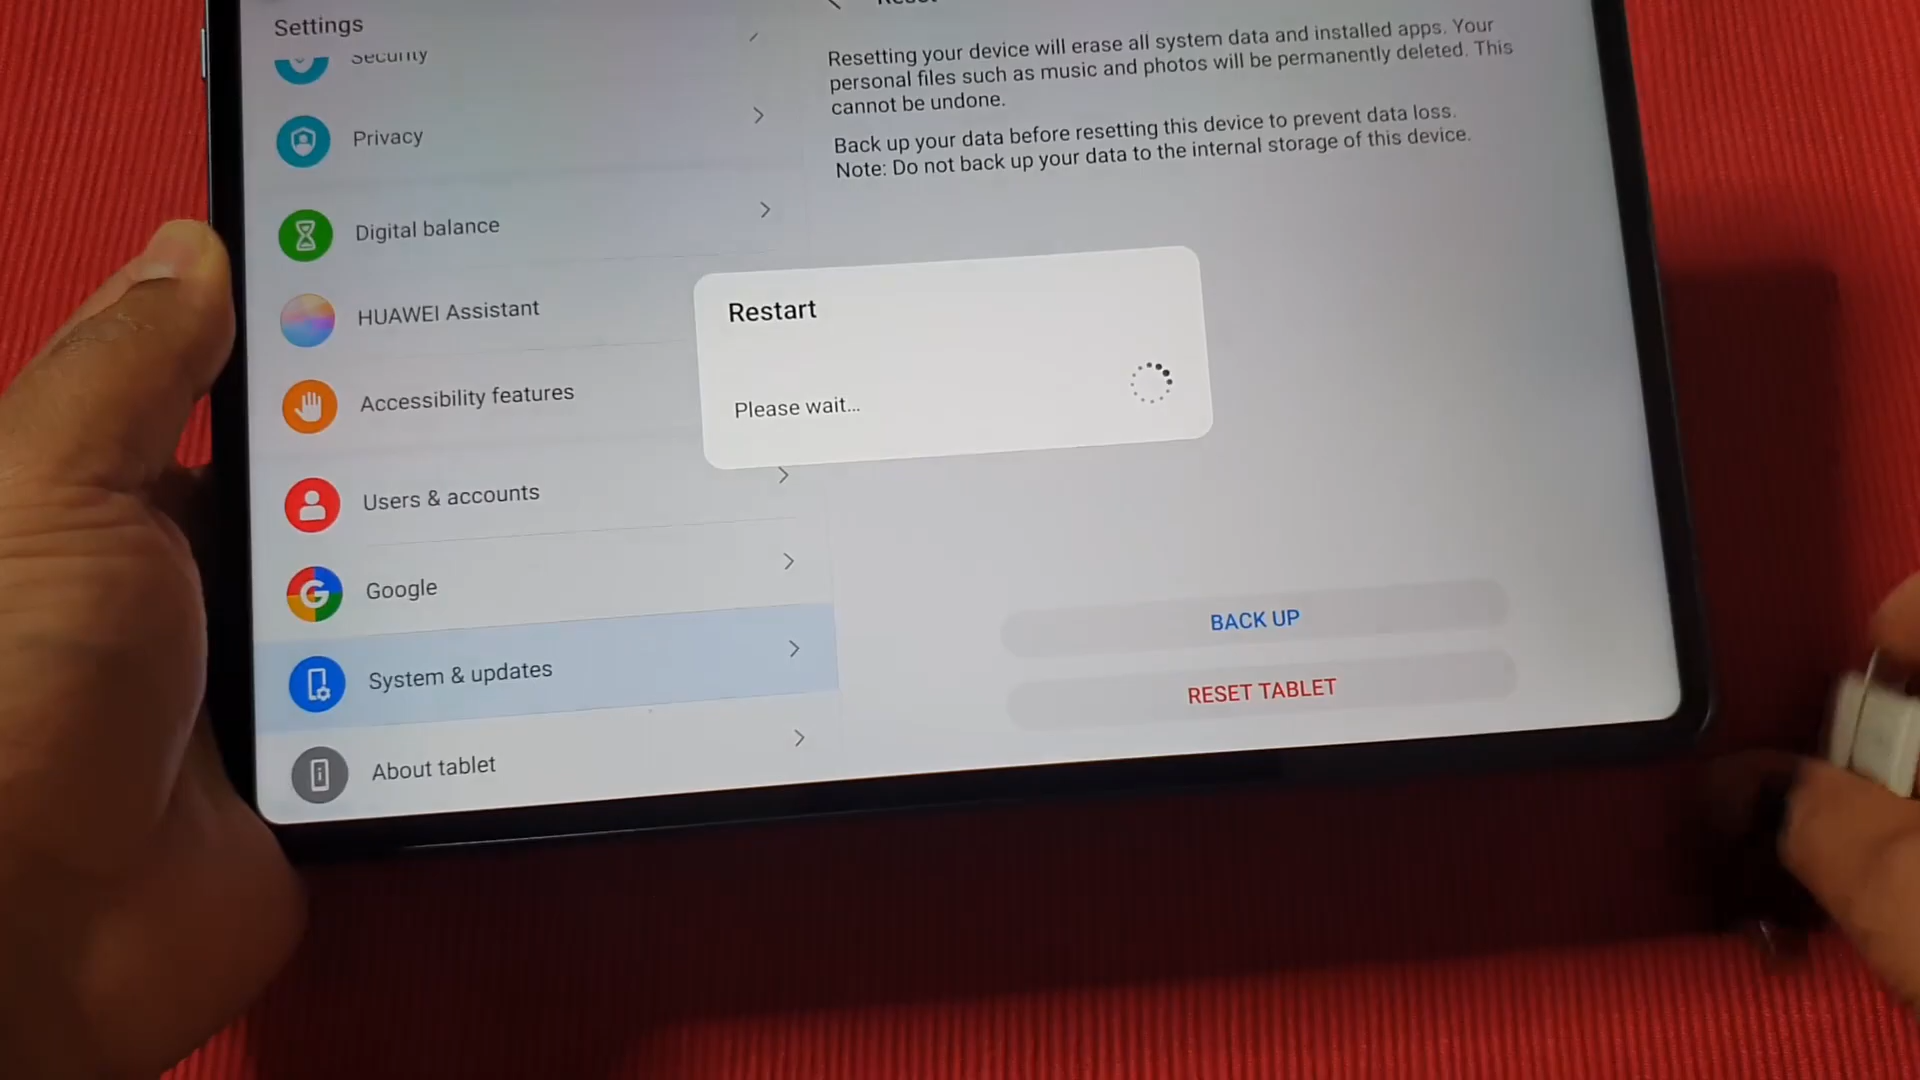 Settings
Security
Privacy
Digital balance
HUAWEI Assistant
Accessibility features
Users & accounts
Google
System & updates
About tablet
Resetting your device will erase all system data and installed apps. Your
personal files such as music and photos will be permanently deleted. This
cannot be undone.
Back up your data before resetting this device to prevent data loss.
Note: Do not back up your data to the internal storage of this device.
Restart
Please wait...
BACK UP
RESET TABLET